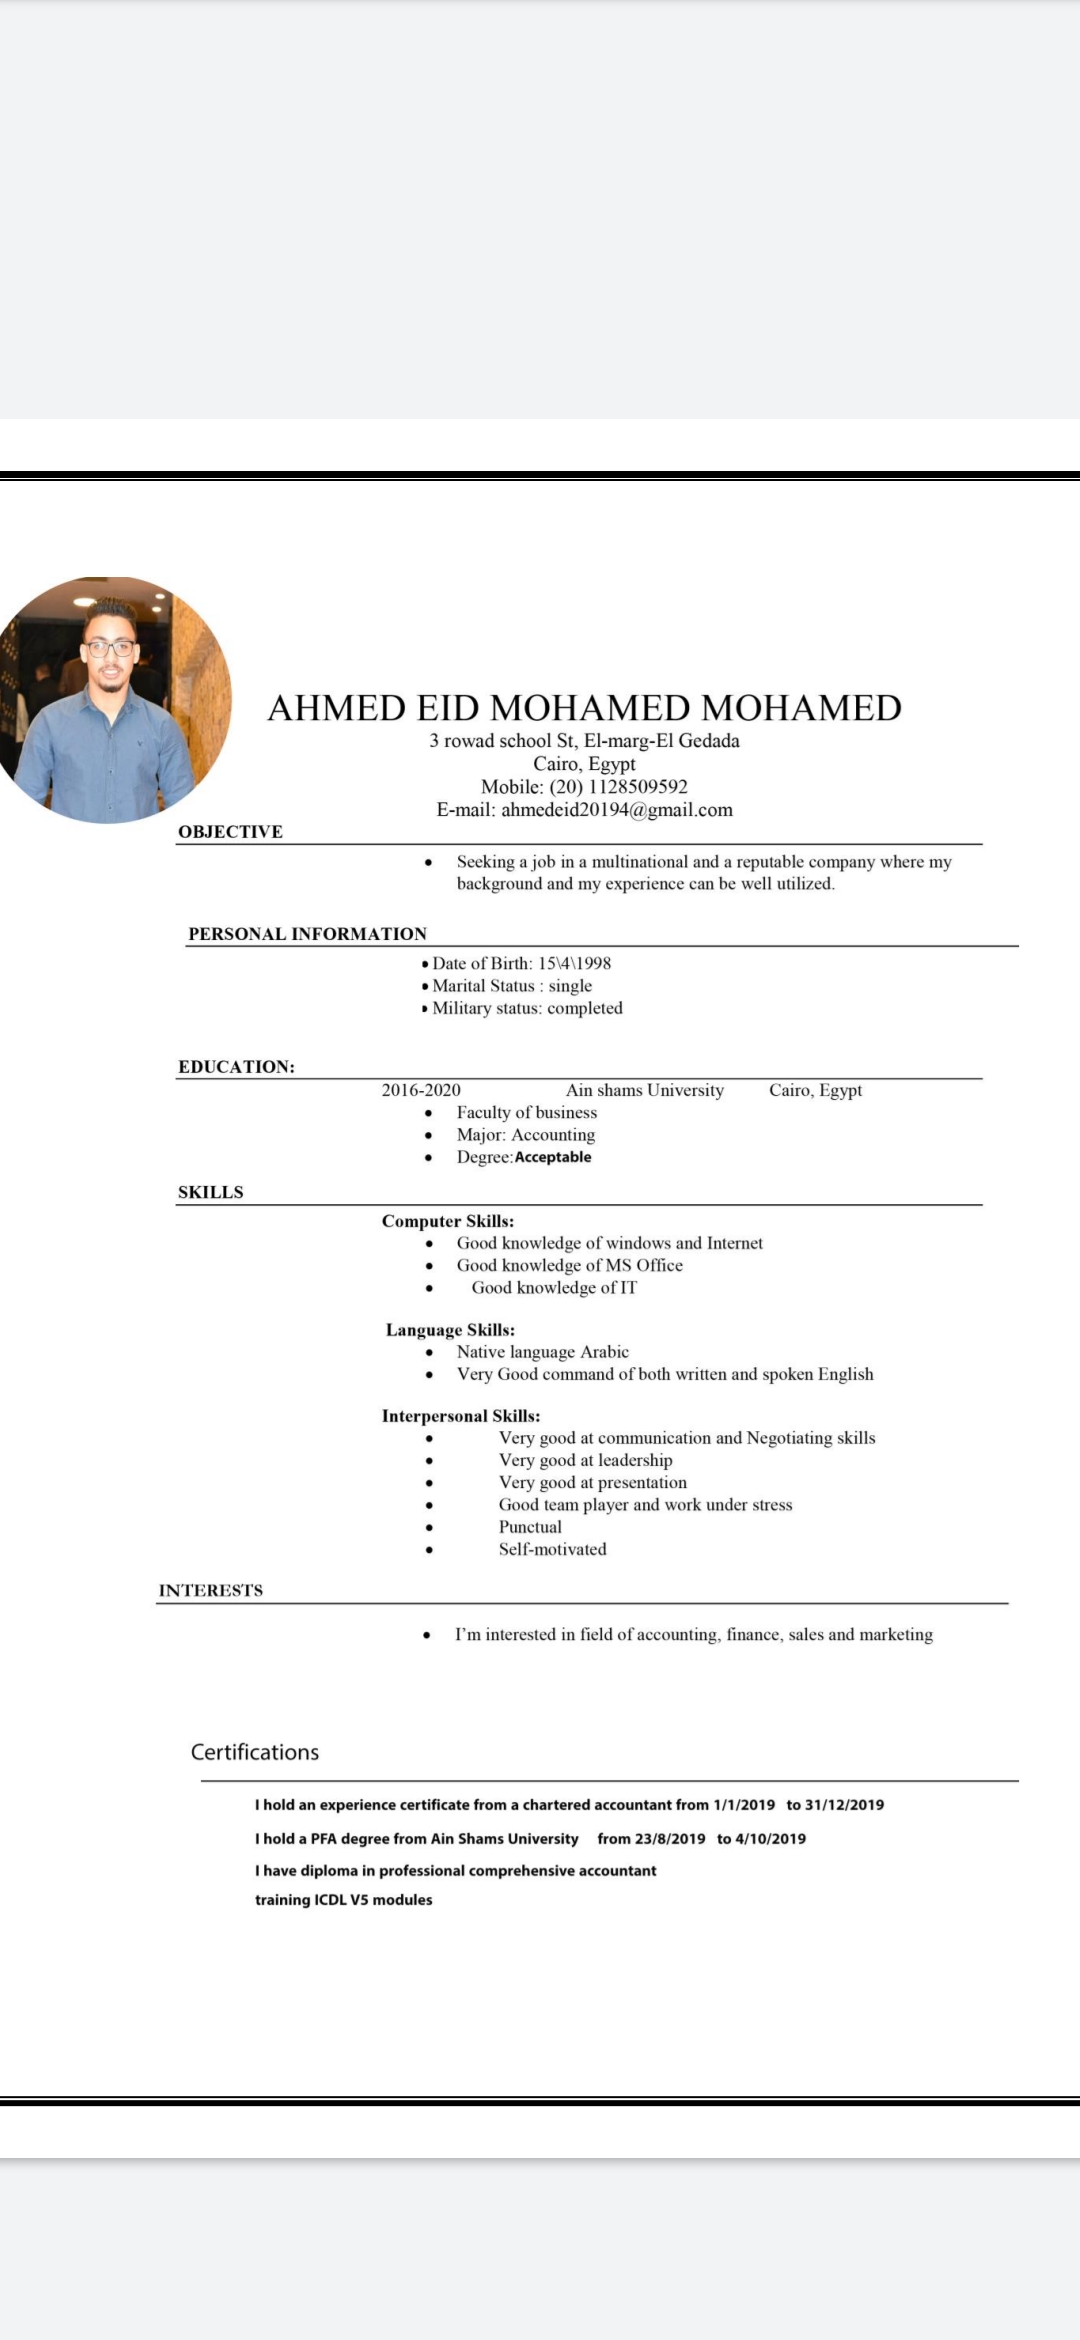 AHMED EID MOHAMED MOHAMED
3 rowad school St, El-marg-El Gedada
Cairo, Egypt
Mobile: (20) 1128509592
E-mail: ahmedeid20194@gmail.com
OBJECTIVE
• Seeking a job in a multinational and a reputable company where my
background and my experience can be well utilized.
PERSONAL INFORMATION
• Date of Birth: 15\4\1998
• Marital Status : single
• Military status: completed
EDUCATION:
2016-2020 Ain shams University Cairo, Egypt
• Faculty of business
• Major: Accounting
• Degree:Acceptable
SKILLS
Computer Skills:
• Good knowledge of windows and Internet
• Good knowledge of MS Office
• Good knowledge of IT
Language Skills:
• Native language Arabic
• Very Good command of both written and spoken English
Interpersonal Skills:
• Very good at communication and Negotiating skills
• Very good at leadership
• Very good at presentation
• Good team player and work under stress
• Punctual
• Self-motivated
INTERESTS
• I'm interested in field of accounting, finance, sales and marketing
Certifications
I hold an experience certificate from a chartered accountant from 1/1/2019 to 31/12/2019
I hold a PFA degree from Ain Shams University from 23/8/2019 to 4/10/2019
I have diploma in professional comprehensive accountant
training ICDL V5 modules